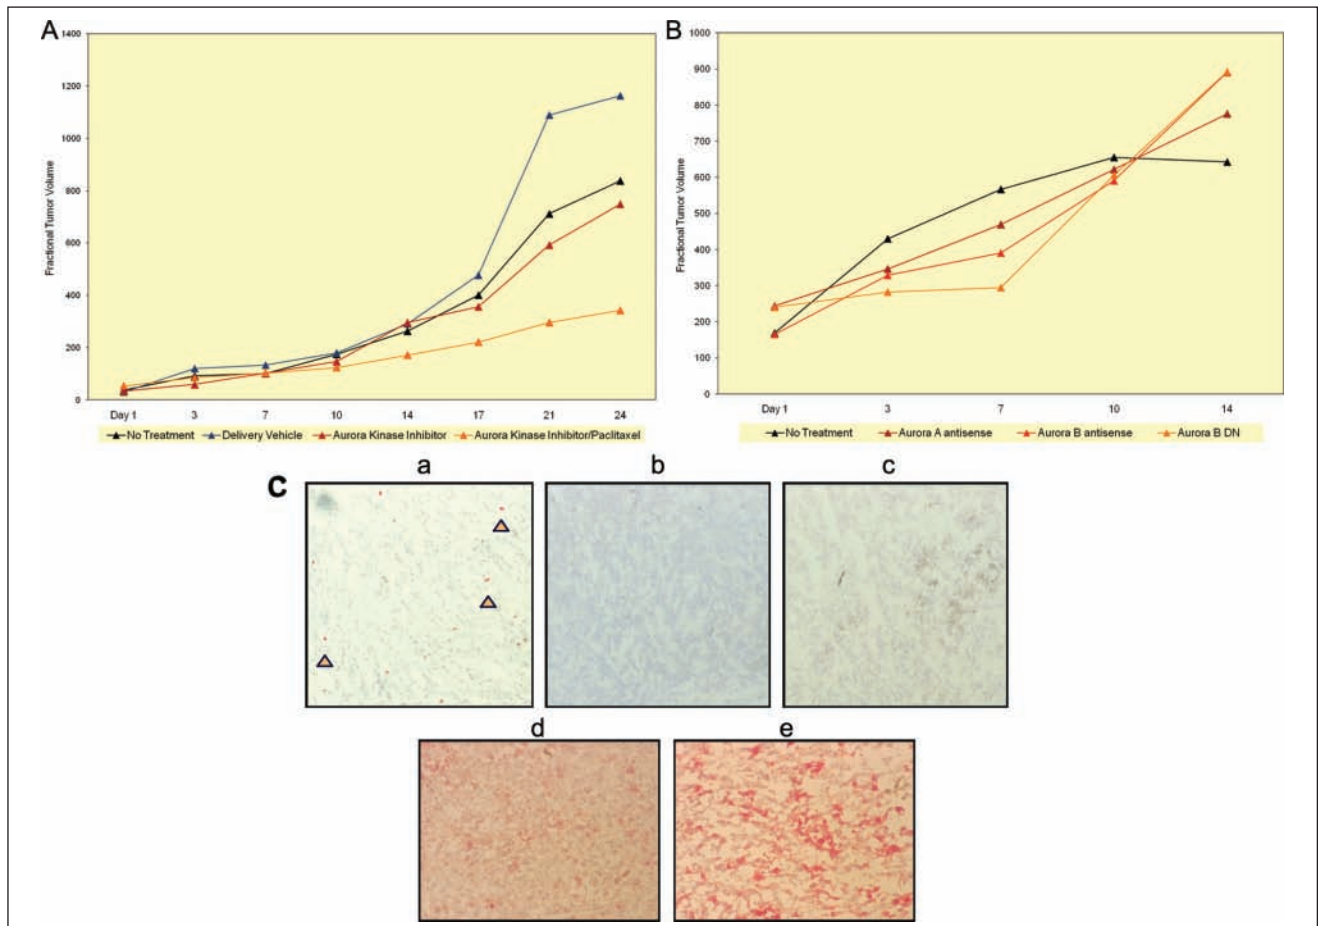 A
1400
1200
1000
800
600
400
200
0
Fractional Tumor Volume
Day 1 3 7 10 14 17 21 24
No Treatment Delivery Vehicle Aurora Kinase Inhibitor Aurora Kinase Inhibitor/Paclitaxel
B
1000
900
800
700
600
500
400
300
200
100
0
Fractional Tumor Volume
Day 1 3 7 10 14
No Treatment Aurora A antisense Aurora B antisense Aurora B DN
C
a b c
d e